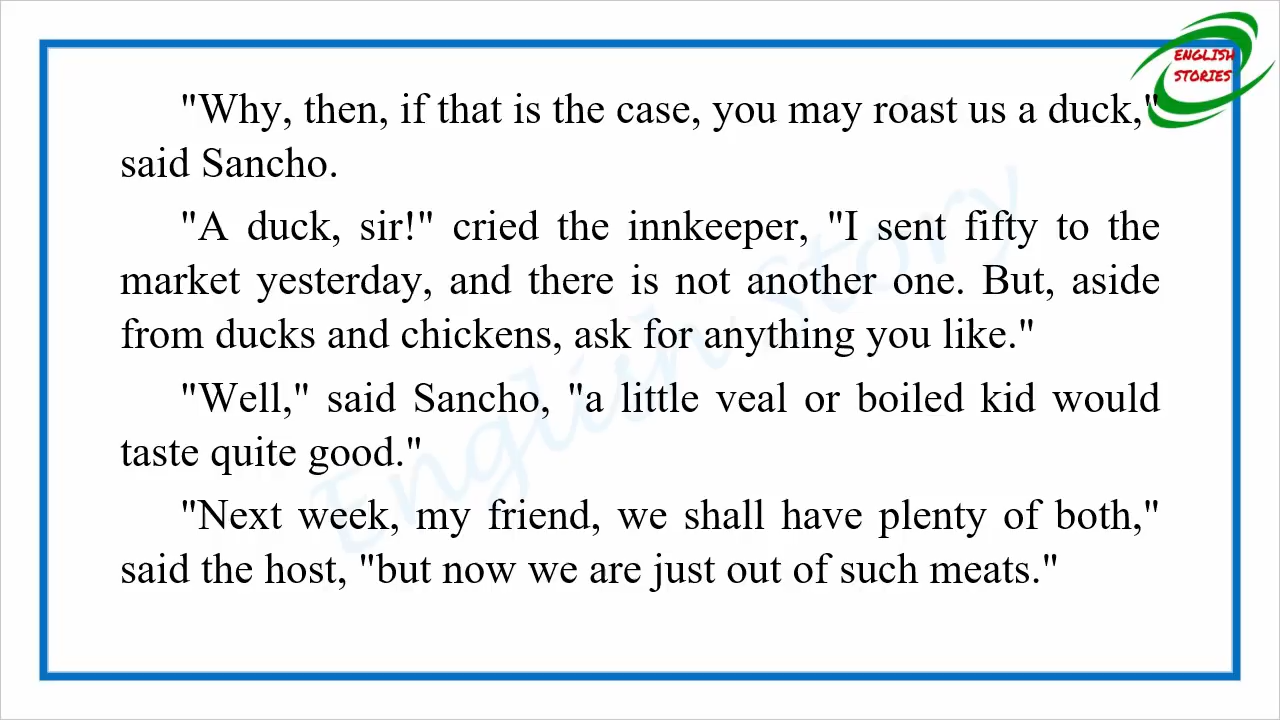 ENGLISH
STORIES
"Why, then, if that is the case, you may roast us a duck,"
said Sancho.
"A duck, sir!" cried the innkeeper, "I sent fifty to the
market yesterday, and there is not another one. But, aside
from ducks and chickens, ask for anything you like."
"Well," said Sancho, "a little veal or boiled kid would
taste quite good."
"Next week, my friend, we shall have plenty of both,"
said the host, "but now we are just out of such meats."
English Story